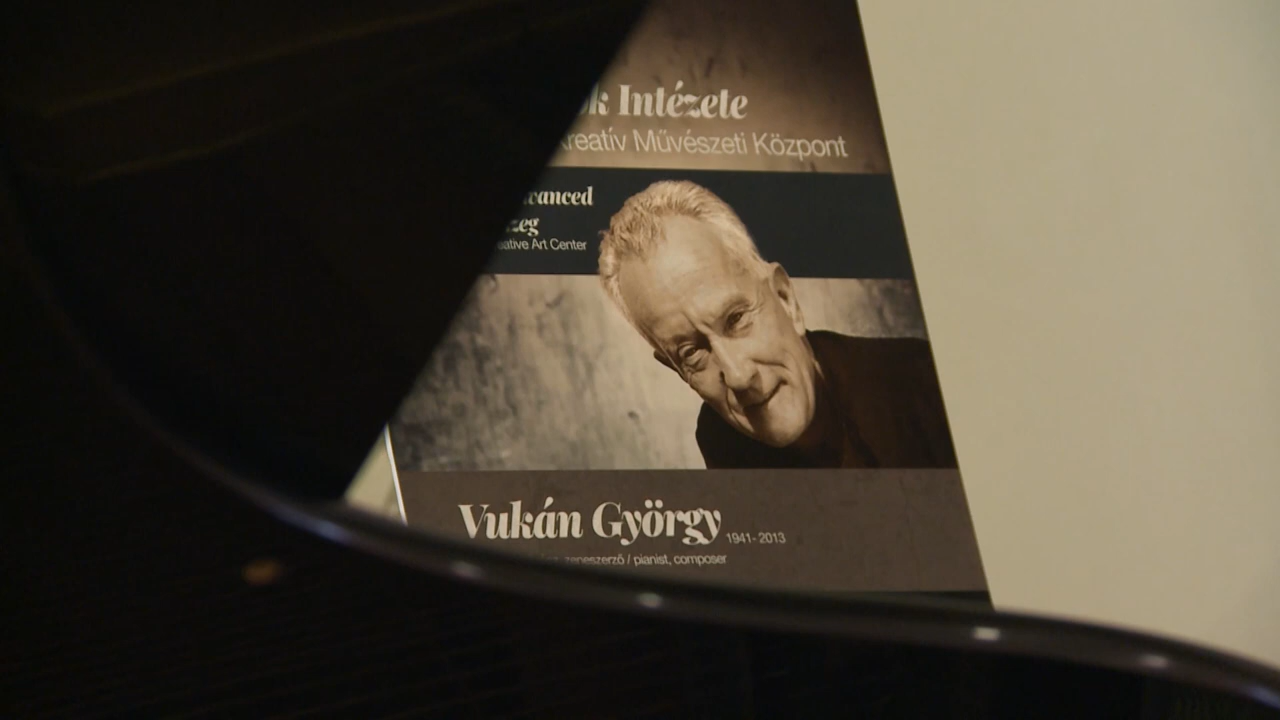 Intézete
Kreatív Művészeti Központ
Art Center
Vukán György 1941-2013
zeneszerző / pianist, composer